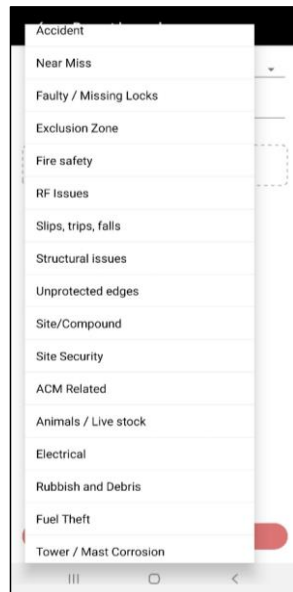 Accident
Near Miss
Faulty / Missing Locks
Exclusion Zone
Fire safety
RF Issues
Slips, trips, falls
Structural issues
Unprotected edges
Site/Compound
Site Security
ACM Related
Animals / Live stock
Electrical
Rubbish and Debris
Fuel Theft
Tower / Mast Corrosion